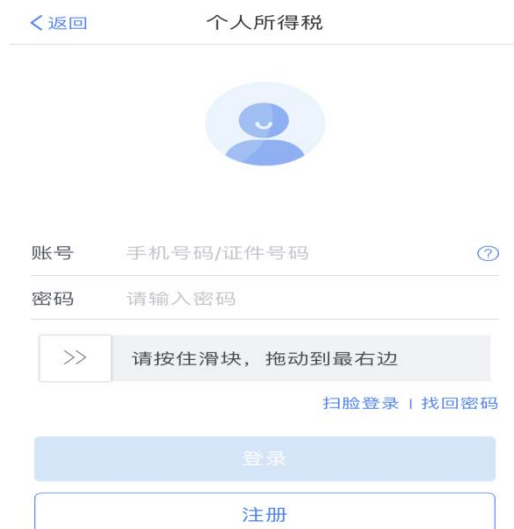 返回 个人所得税
账号 手机号码/证件号码
密码 请输入密码
>> 请按住滑块，拖动到最右边
扫脸登录 | 找回密码
登录
注册